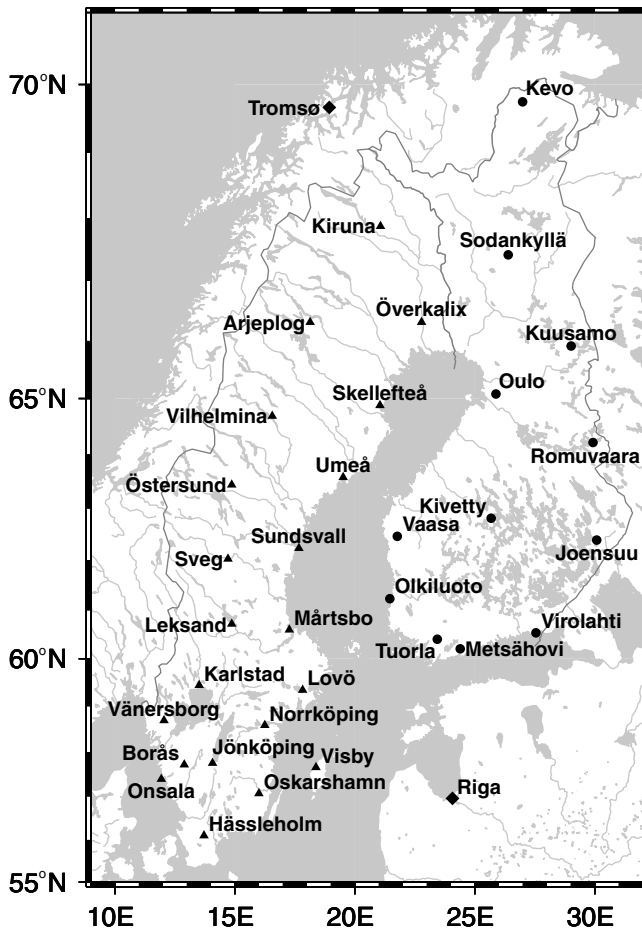 70°N
Kevo
Tromsø
Kiruna
Sodankyllä
Överkalix
Arjeplog
Kuusamo
Oulo
Skellefteå
65°N
Vilhelmina
Romuvaara
Umeå
Östersund
Kivetty
Vaasa
Sundsvall
Joensuu
Sveg
Olkiluoto
Mårtsbo
Leksand
Virolahti
Tuorla
Metsähovi
60°N
Karlstad
Lovö
Vänersborg
Norrköping
Jönköping
Borås
Visby
Onsala
Oskarshamn
Riga
Hässleholm
55°N
10E 15E 20E 25E 30E